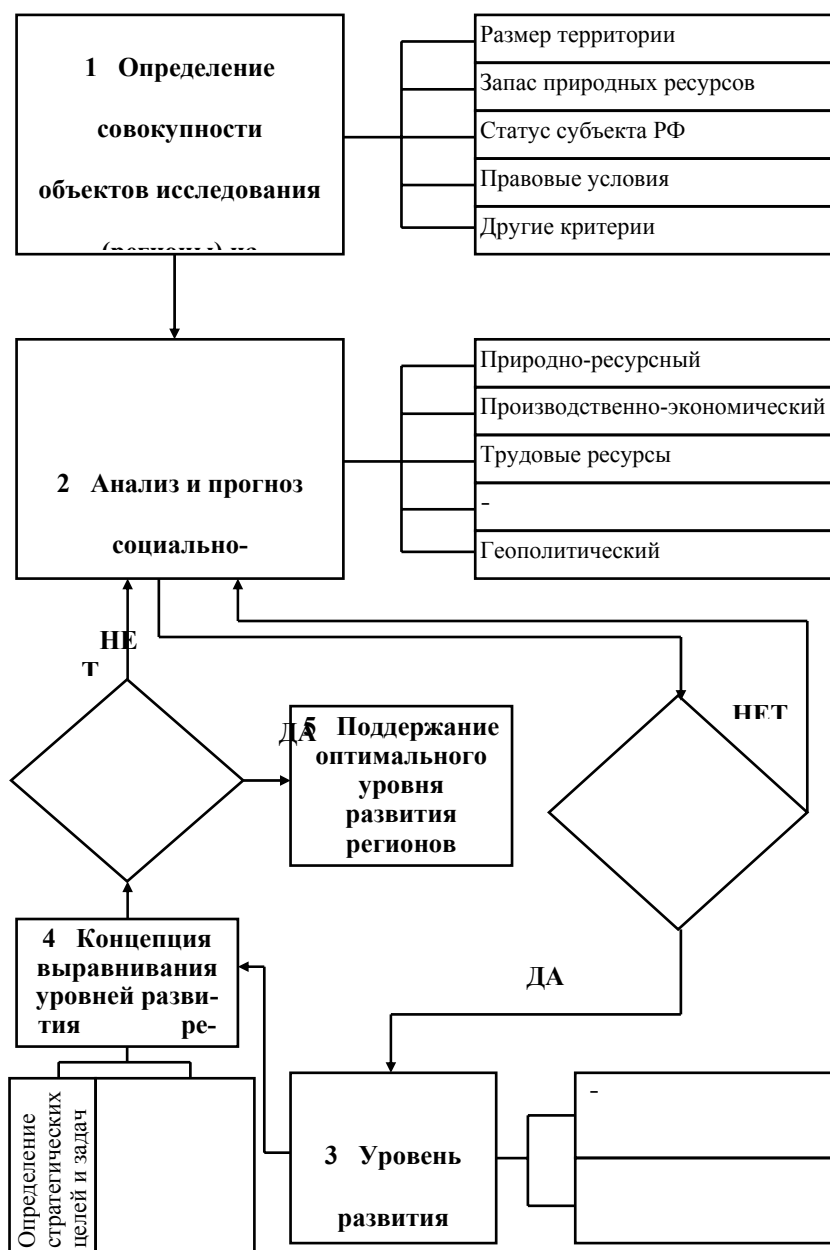 1 Определение
совокупности
объектов исследования
Размер территории
Запас природных ресурсов
Статус субъекта РФ
Правовые условия
Другие критерии
2 Анализ и прогноз
социально-
Природно-ресурсный
Производственно-экономический
Трудовые ресурсы
-
Геополитический
НЕ
Т
ДА
5 Поддержание
оптимального
уровня
развития
регионов
НЕТ
4 Концепция
выравнивания
уровней разви-
тия ре-
ДА
Определение
стратегических
целей и задач
3 Уровень
развития
-